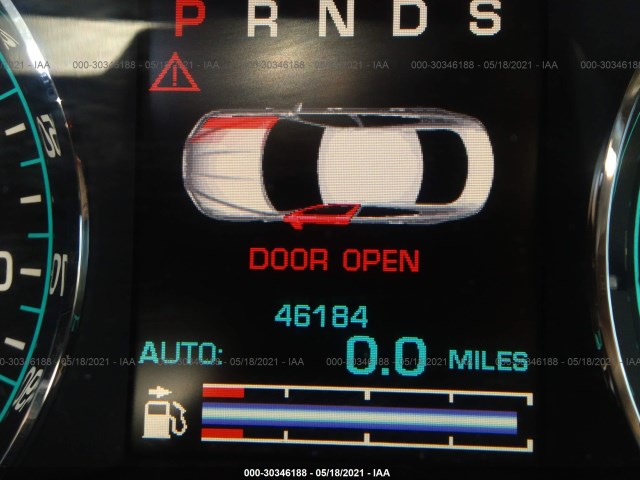 P R N D S
000-30346188 - 05/18/2021 - IAA
DOOR OPEN
46184
AUTO: 0.0 MILES
000-30346188 - 05/18/2021 - IAA
000-30346188 - 05/18/2021 - IAA